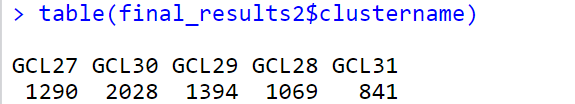 > table(final_results2$clustername)
GCL27 GCL30 GCL29 GCL28 GCL31
1290 2028 1394 1069 841